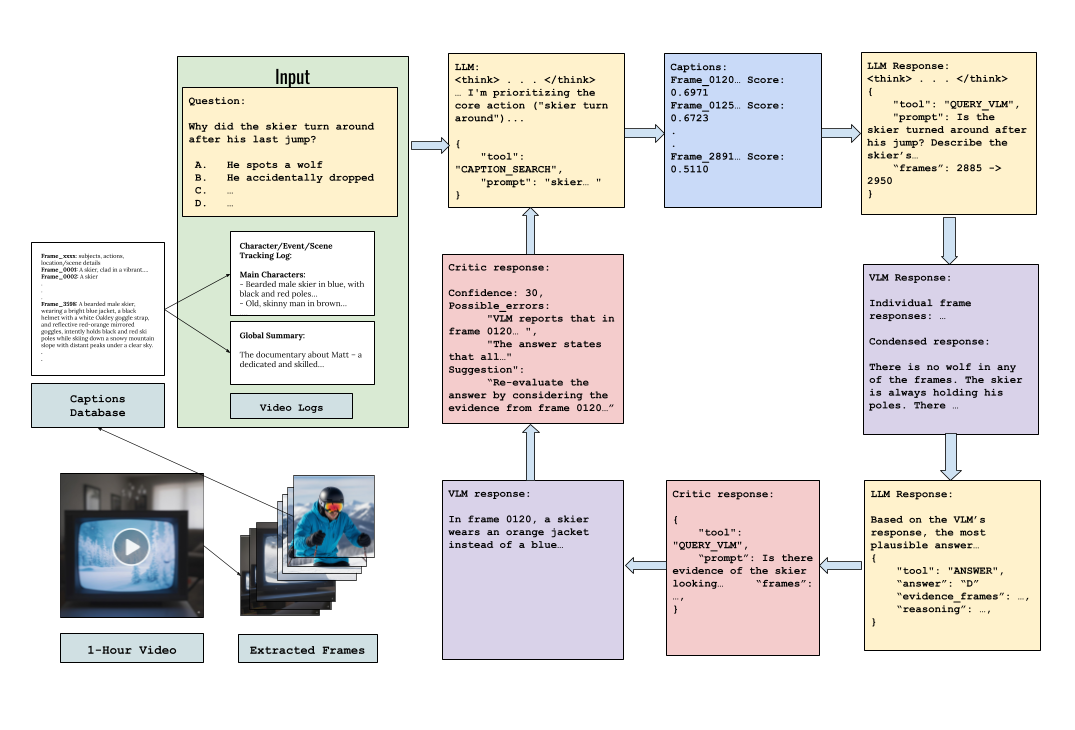 Input
Question:
Why did the skier turn around
after his last jump?
A. He spots a wolf
B. He accidentally dropped
C. …
D. …
Frame_xxxx: subjects, actions,
location/scene details
Frame_0001: A skier, clad in a vibrant....
Frame_0002: A skier
.
.
Frame_3598: A bearded male skier,
wearing a bright blue jacket, a black
helmet with a white Oakley goggle strap,
and reflective red-orange mirrored
goggles, intently holds black and red ski
poles while skiing down a snowy mountain
slope with distant peaks under a clear sky.
.
.
Captions
Database
Character/Event/Scene
Tracking Log:
Main Characters:
- Bearded male skier in blue, with
black and red poles...
- Old, skinny man in brown...
Global Summary:
The documentary about Matt – a
dedicated and skilled...
Video Logs
1-Hour Video
Extracted Frames
LLM:
<think> . . . </think>
… I'm prioritizing the
core action ("skier turn
around")...
{
"tool":
"CAPTION_SEARCH",
"prompt": "skier… "
}
Captions:
Frame_0120… Score:
0.6971
Frame_0125… Score:
0.6723
.
.
Frame_2891… Score:
0.5110
LLM Response:
<think> . . . </think>
{
"tool": "QUERY_VLM",
"prompt": Is the
skier turned around after
his jump? Describe the
skier’s…
“frames": 2885 ->
2950
}
VLM Response:
Individual frame
responses: …
Condensed response:
There is no wolf in any
of the frames. The skier
is always holding his
poles. There …
LLM Response:
Based on the VLM’s
response, the most
plausible answer…
{
"tool": "ANSWER",
“answer”: “D”
“evidence_frames”: …,
“reasoning”: …,
}
Critic response:
{
"tool":
"QUERY_VLM",
“prompt”: Is there
evidence of the skier
looking… “frames”:
…,
}
VLM response:
In frame 0120, a skier
wears an orange jacket
instead of a blue…
Critic response:
Confidence: 30,
Possible_errors:
"VLM reports that in
frame 0120… ",
"The answer states
that all…"
Suggestion":
“Re-evaluate the
answer by considering the
evidence from frame 0120…”